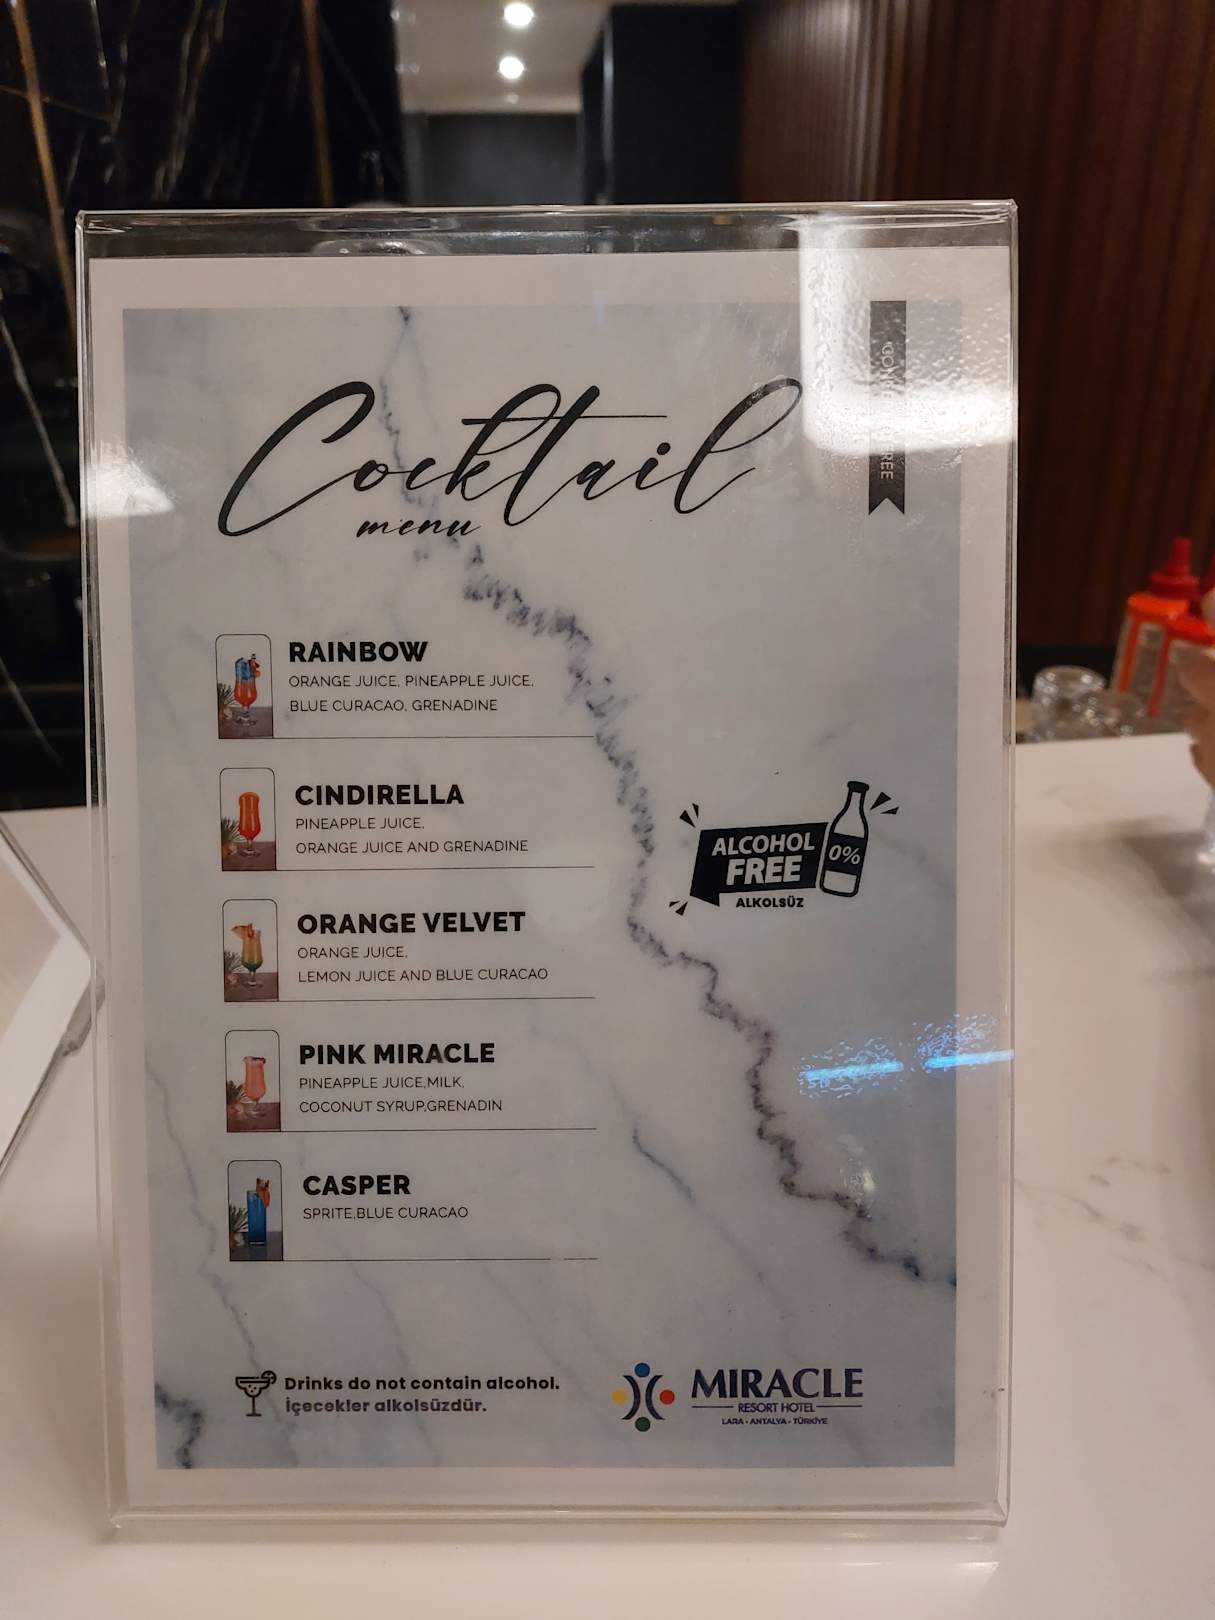 Cocktail
menu
FREE
RAINBOW
ORANGE JUICE, PINEAPPLE JUICE,
BLUE CURACAO, GRENADINE
CINDIRELLA
PINEAPPLE JUICE,
ORANGE JUICE AND GRENADINE
ORANGE VELVET
ORANGE JUICE,
LEMON JUICE AND BLUE CURACAO
PINK MIRACLE
PINEAPPLE JUICE,MILK,
COCONUT SYRUP,GRENADIN
CASPER
SPRITE,BLUE CURACAO
ALCOHOL
FREE
0%
ALKOLSÜZ
Drinks do not contain alcohol.
İçecekler alkolsüzdür.
MIRACLE
RESORT HOTEL
LARA - ANTALYA - TÜRKİYE